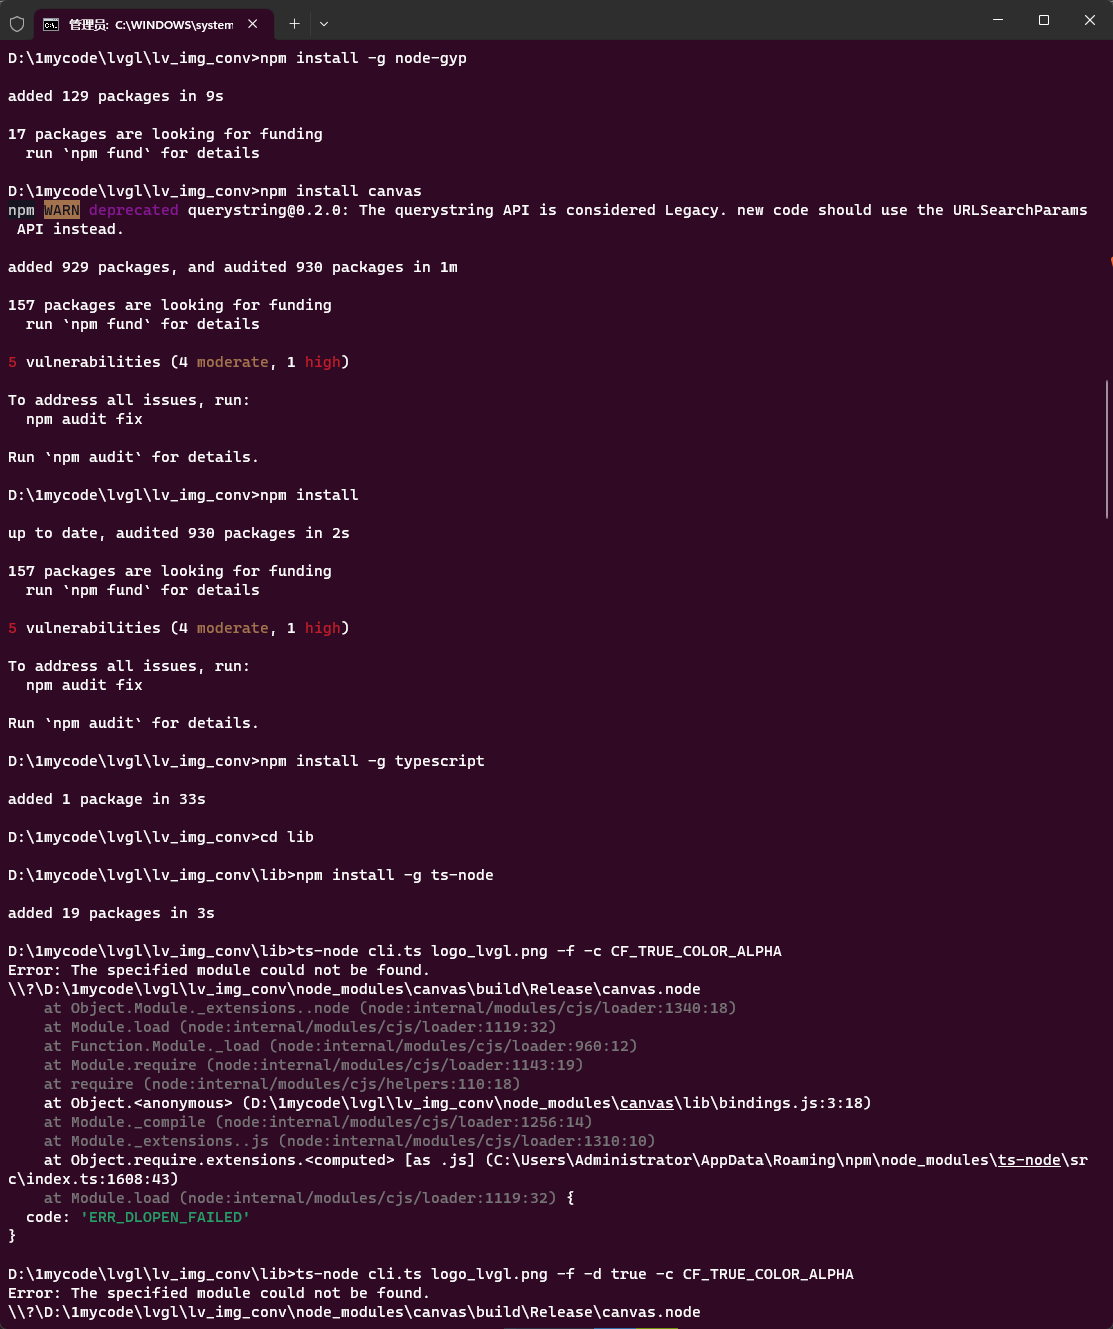 管理员: C:\WINDOWS\system
D:\1mycode\lvgl\lv_img_conv>npm install -g node-gyp
added 129 packages in 9s
17 packages are looking for funding
  run `npm fund` for details
D:\1mycode\lvgl\lv_img_conv>npm install canvas
npm WARN deprecated querystring@0.2.0: The querystring API is considered Legacy. new code should use the URLSearchParams
 API instead.
added 929 packages, and audited 930 packages in 1m
157 packages are looking for funding
  run `npm fund` for details
5 vulnerabilities (4 moderate, 1 high)
To address all issues, run:
  npm audit fix
Run `npm audit` for details.
D:\1mycode\lvgl\lv_img_conv>npm install
up to date, audited 930 packages in 2s
157 packages are looking for funding
  run `npm fund` for details
5 vulnerabilities (4 moderate, 1 high)
To address all issues, run:
  npm audit fix
Run `npm audit` for details.
D:\1mycode\lvgl\lv_img_conv>npm install -g typescript
added 1 package in 33s
D:\1mycode\lvgl\lv_img_conv>cd lib
D:\1mycode\lvgl\lv_img_conv\lib>npm install -g ts-node
added 19 packages in 3s
D:\1mycode\lvgl\lv_img_conv\lib>ts-node cli.ts logo_lvgl.png -f -c CF_TRUE_COLOR_ALPHA
Error: The specified module could not be found.
\\?\D:\1mycode\lvgl\lv_img_conv\node_modules\canvas\build\Release\canvas.node
    at Object.Module._extensions..node (node:internal/modules/cjs/loader:1340:18)
    at Module.load (node:internal/modules/cjs/loader:1119:32)
    at Function.Module._load (node:internal/modules/cjs/loader:960:12)
    at Module.require (node:internal/modules/cjs/loader:1143:19)
    at require (node:internal/modules/cjs/helpers:110:18)
    at Object.<anonymous> (D:\1mycode\lvgl\lv_img_conv\node_modules\canvas\lib\bindings.js:3:18)
    at Module._compile (node:internal/modules/cjs/loader:1256:14)
    at Module._extensions..js (node:internal/modules/cjs/loader:1310:10)
    at Object.require.extensions.<computed> [as .js] (C:\Users\Administrator\AppData\Roaming\npm\node_modules\ts-node\sr
c\index.ts:1608:43)
    at Module.load (node:internal/modules/cjs/loader:1119:32) {
  code: 'ERR_DLOPEN_FAILED'
}
D:\1mycode\lvgl\lv_img_conv\lib>ts-node cli.ts logo_lvgl.png -f -d true -c CF_TRUE_COLOR_ALPHA
Error: The specified module could not be found.
\\?\D:\1mycode\lvgl\lv_img_conv\node_modules\canvas\build\Release\canvas.node